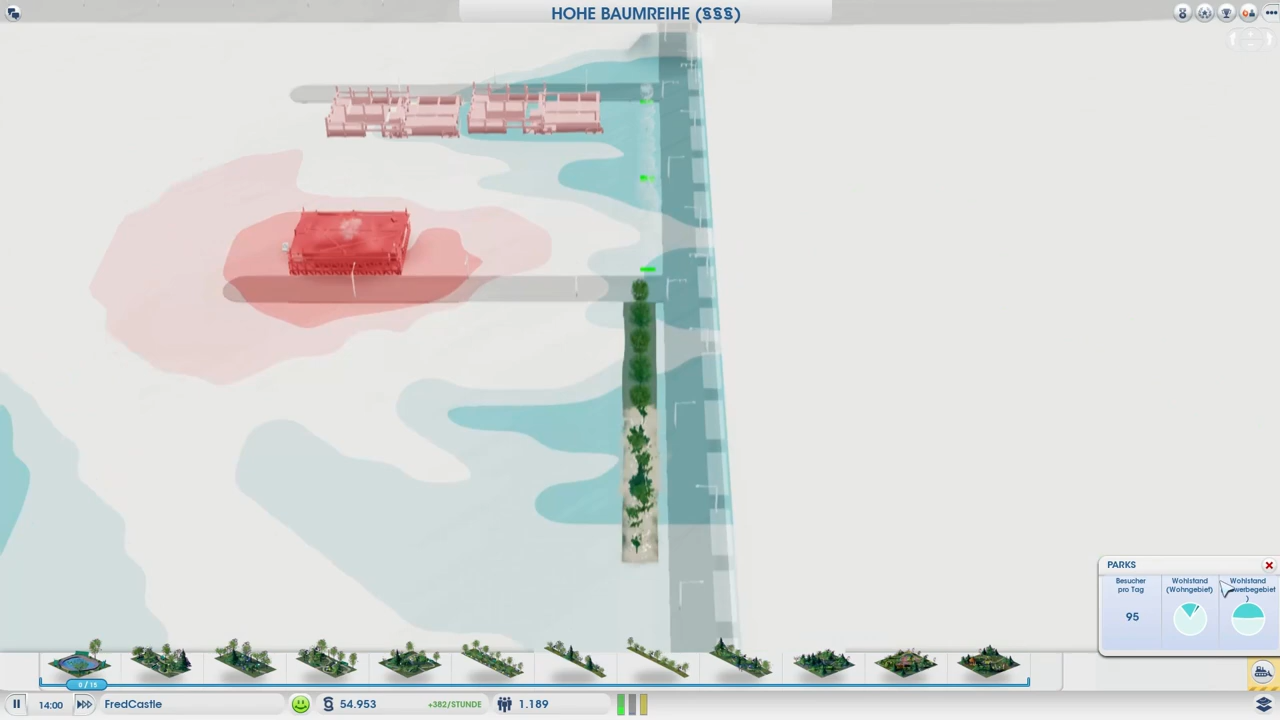 HOHE BAUMREIHE (§§§)
PARKS
Besucher
pro Tag
95
Wohlstand
(Wohngebiet)
Wohlstand
0 / 15
14:00
FredCastle
54.953
+382/STUNDE
1.189